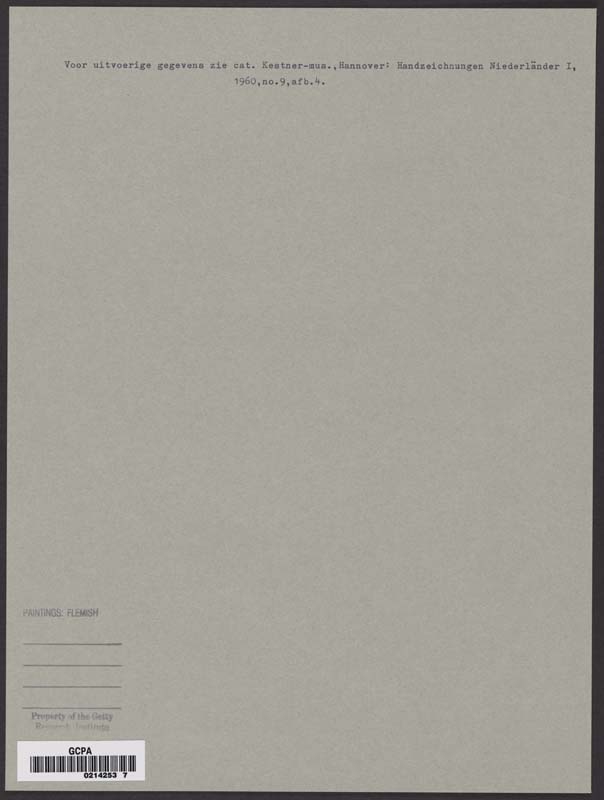 Voor uitvoerige gegevens zie cat. Kestner-mus.,Hannover: Handzeichnungen Niederländer I,
1960,no.9,afb.4.
PAINTINGS: FLEMISH
Property of the Getty
Research Institute
GCPA
0214253 7